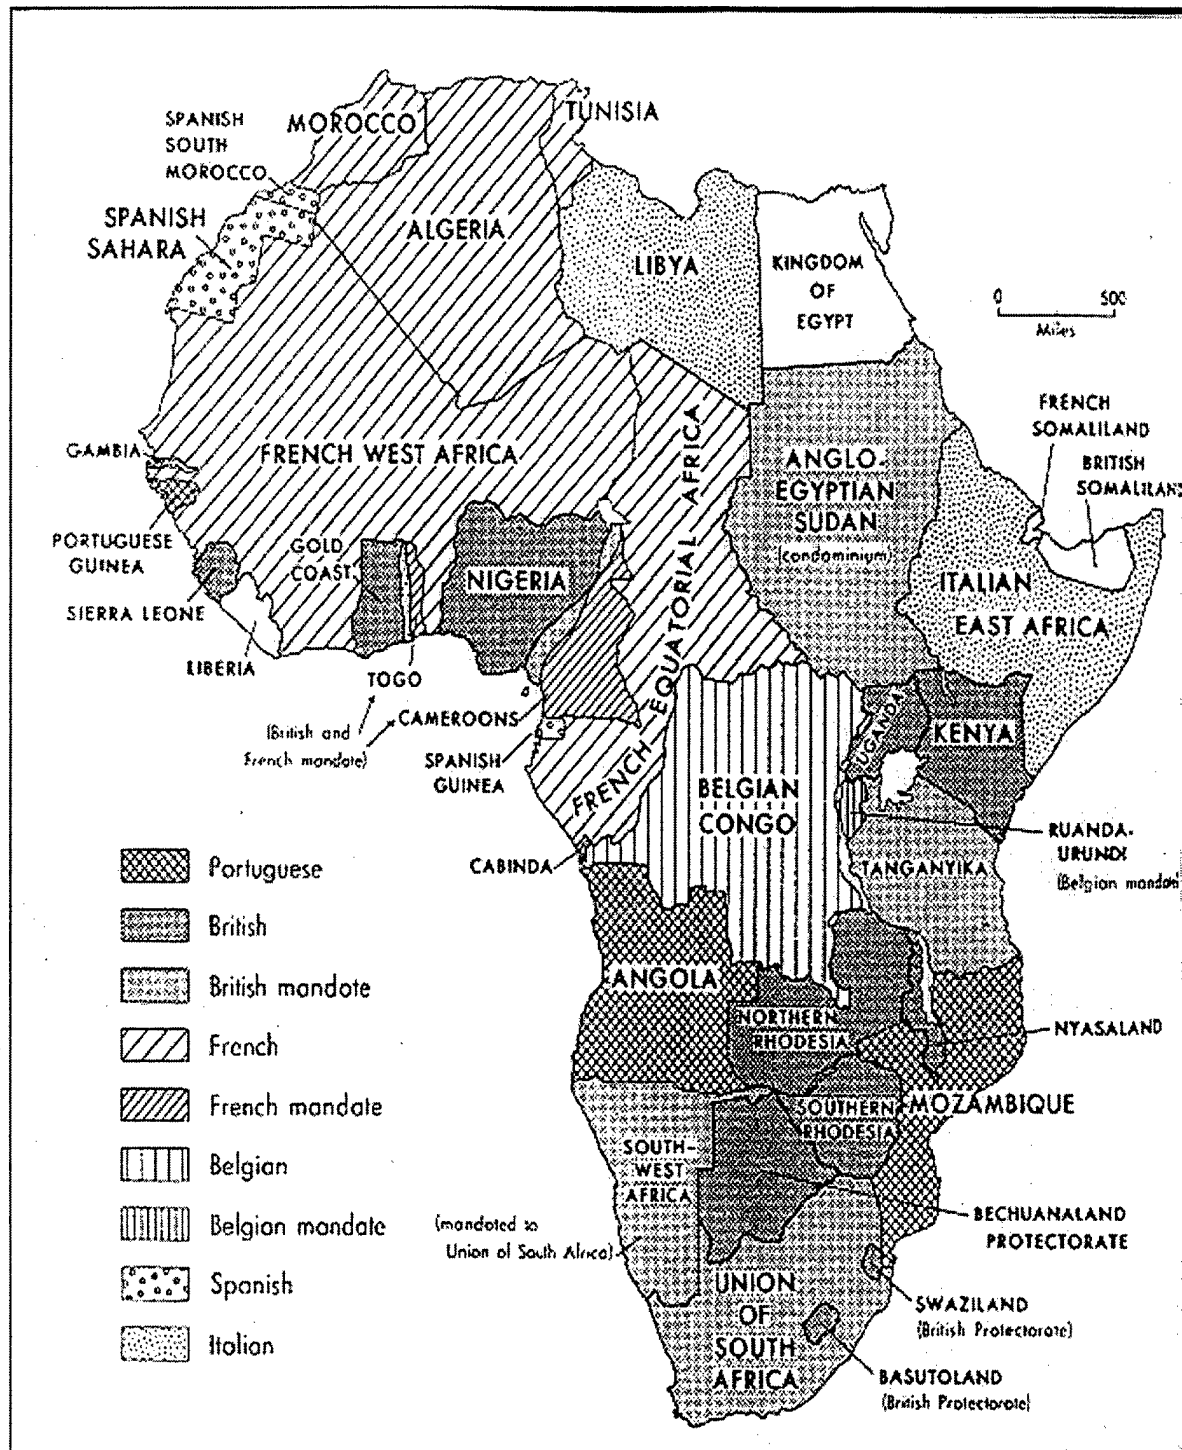 MOROCCO
TUNISIA
SPANISH
SOUTH
MOROCCO
SPANISH
SAHARA
ALGERIA
LIBYA
KINGDOM
OF
EGYPT
0 500
Miles
FRENCH
SOMALILAND
BRITISH
SOMALILAND
GAMBIA
FRENCH WEST AFRICA
FRENCH EQUATORIAL AFRICA
ANGLO-
EGYPTIAN
SUDAN
(condominium)
PORTUGUESE
GUINEA
GOLD
COAST
NIGERIA
SIERRA LEONE
ITALIAN
EAST AFRICA
LIBERIA
TOGO
CAMEROONS
(British and
French mandate)
SPANISH
GUINEA
UGANDA
KENYA
BELGIAN
CONGO
RUANDA-
URUNDI
(Belgian mandate)
CABINDA
TANGANYIKA
Portuguese
British
British mandate
French
French mandate
Belgian
Belgian mandate
Spanish
Italian
ANGOLA
NORTHERN
RHODESIA
NYASALAND
SOUTHERN
RHODESIA
MOZAMBIQUE
SOUTH-
WEST
AFRICA
(mandated to
Union of South Africa)
BECHUANALAND
PROTECTORATE
UNION
OF
SOUTH
AFRICA
SWAZILAND
(British Protectorate)
BASUTOLAND
(British Protectorate)